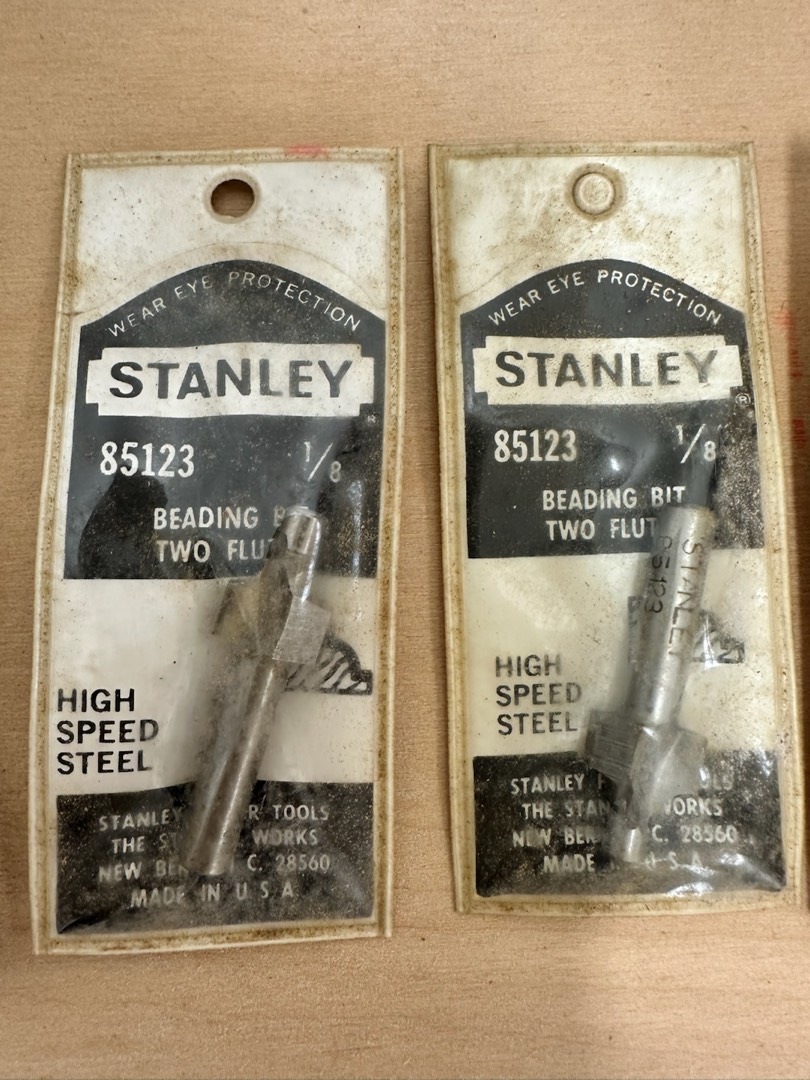 WEAR EYE PROTECTION
STANLEY
85123 1/8
BEADING
TWO
HIGH
SPEED
STEEL
STANLEY TOOLS
THE WORKS
NEW C. 28560
MADE IN U S A
WEAR EYE PROTECTION
STANLEY
®
85123 1/8
BEADING BIT
TWO
STANLEY
85123
HIGH
SPEED
STEEL
STANLEY
THE
NEW C. 28560
MADE U.S.A.